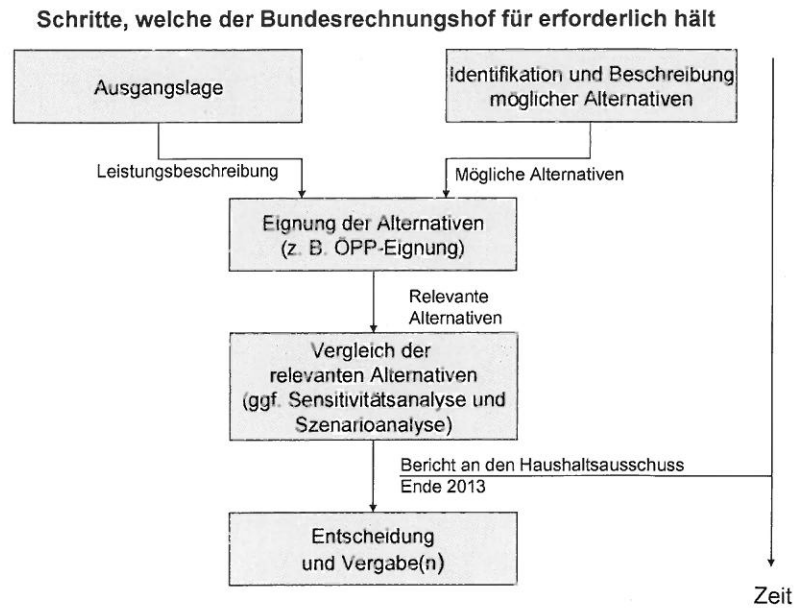 Schritte, welche der Bundesrechnungshof für erforderlich hält
Ausgangslage
Identifikation und Beschreibung
möglicher Alternativen
Leistungsbeschreibung
Mögliche Alternativen
Eignung der Alternativen
(z. B. ÖPP-Eignung)
Relevante
Alternativen
Vergleich der
relevanten Alternativen
(ggf. Sensitivitätsanalyse und
Szenarioanalyse)
Bericht an den Haushaltsausschuss
Ende 2013
Entscheidung
und Vergabe(n)
Zeit